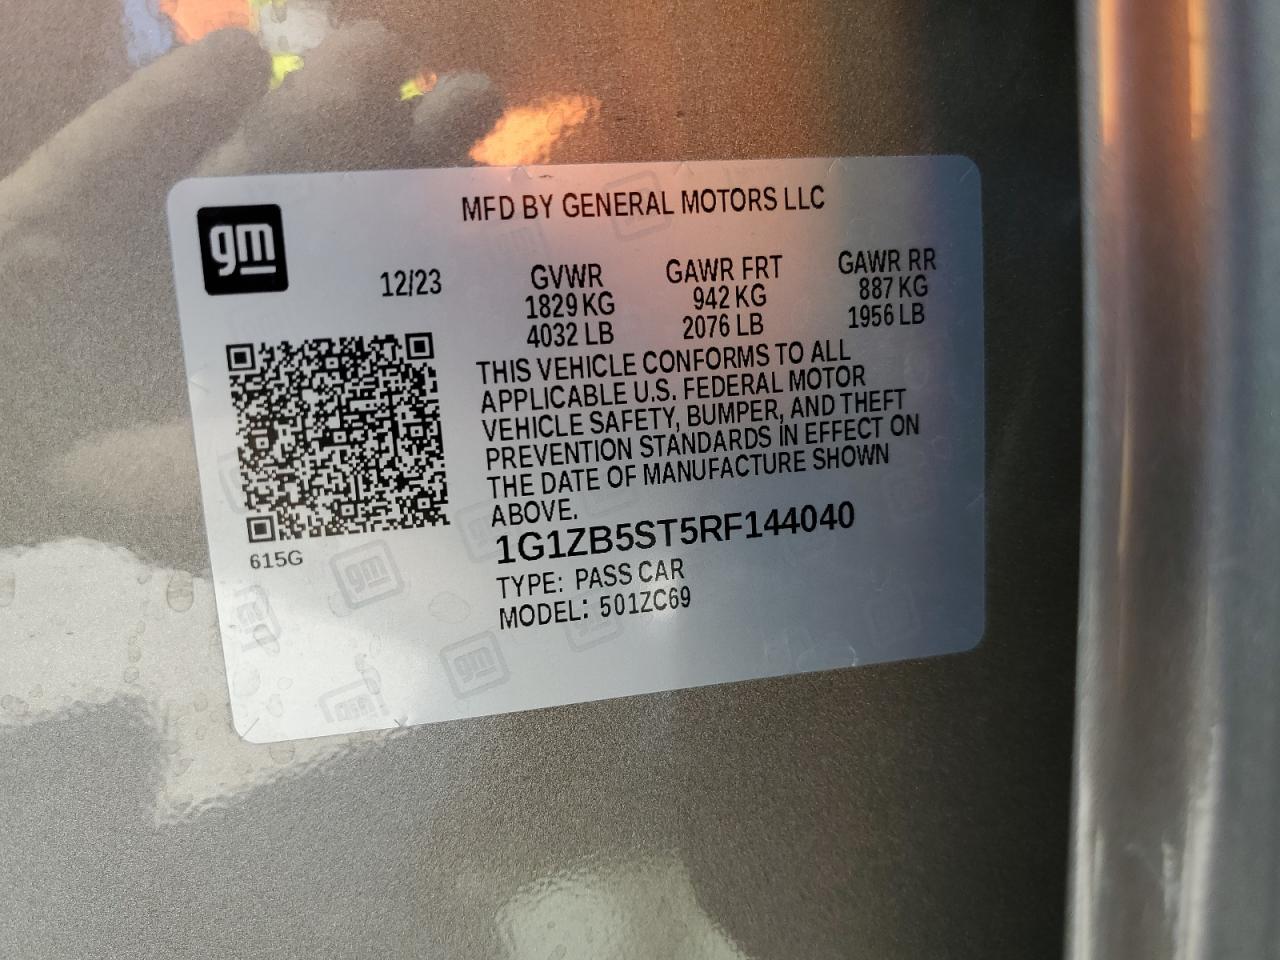 MFD BY GENERAL MOTORS LLC
gm
12/23
GVWR GAWR FRT GAWR RR
1829 KG 942 KG 887 KG
4032 LB 2076 LB 1956 LB
THIS VEHICLE CONFORMS TO ALL
APPLICABLE U.S. FEDERAL MOTOR
VEHICLE SAFETY, BUMPER, AND THEFT
PREVENTION STANDARDS IN EFFECT ON
THE DATE OF MANUFACTURE SHOWN
ABOVE.
615G
1G1ZB5ST5RF144040
TYPE: PASS CAR
MODEL: 501ZC69